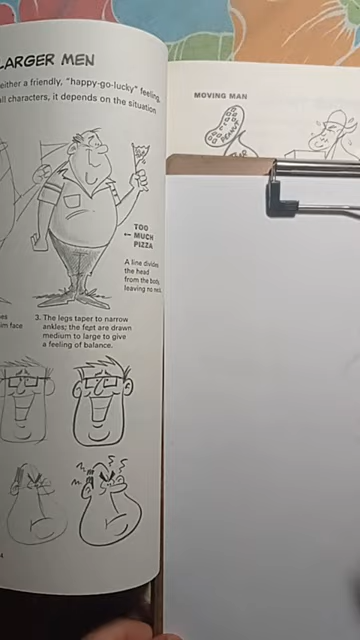 LARGER MEN
either a friendly, "happy-go-lucky" feeling,
all characters, it depends on the situation
MOVING MAN
TOO
← MUCH
PIZZA
A line divides
the head
from the body,
leaving no
3. The legs taper to narrow
ankles; the feet are drawn
medium to large to give
a feeling of balance.
face